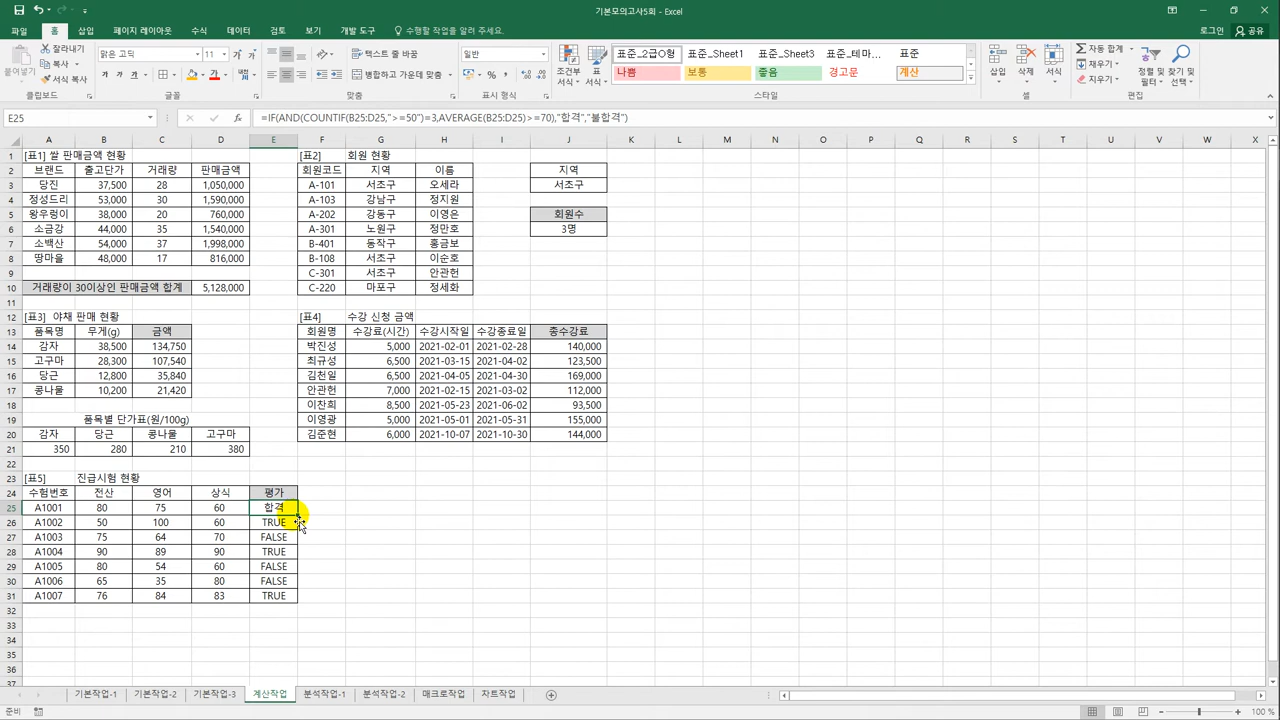 기본모의고사5회 - Excel
파일 홈 삽입 페이지 레이아웃 수식 데이터 검토 보기 개발 도구 수행할 작업을 알려 주세요. 로그인 공유
붙여넣기 잘라내기 복사 서식 복사 클립보드
맑은 고딕 11 가 가 가 가 가 글꼴
텍스트 줄 바꿈 병합하고 가운데 맞춤 맞춤
일반 % , 표시 형식
조건부 서식 표 서식 표준_2급O형 표준_Sheet1 표준_Sheet3 표준_테마... 표준
나쁨 보통 좋음 경고문 계산 스타일
삽입 삭제 서식 셀
자동 합계 채우기 지우기 정렬 및 필터 찾기 및 선택 편집
E25 fx =IF(AND(COUNTIF(B25:D25,">=50")=3,AVERAGE(B25:D25)>=70),"합격","불합격")
A B C D E F G H I J K L M N O P Q R S T U V W X
1 [표1] 쌀 판매금액 현황 [표2] 회원 현황
2 브랜드 출고단가 거래량 판매금액 회원코드 지역 이름 지역
3 당진 37,500 28 1,050,000 A-101 서초구 오세라 서초구
4 정성드리 53,000 30 1,590,000 A-103 강남구 정지원
5 왕우렁이 38,000 20 760,000 A-202 강동구 이영은 회원수
6 소금강 44,000 35 1,540,000 A-301 노원구 정만호 3명
7 소백산 54,000 37 1,998,000 B-401 동작구 홍금보
8 땅마을 48,000 17 816,000 B-108 서초구 이순호
9 C-301 서초구 안관헌
10 거래량이 30이상인 판매금액 합계 5,128,000 C-220 마포구 정세화
11
12 [표3] 야채 판매 현황 [표4] 수강 신청 금액
13 품목명 무게(g) 금액 회원명 수강료(시간) 수강시작일 수강종료일 총수강료
14 감자 38,500 134,750 박진성 5,000 2021-02-01 2021-02-28 140,000
15 고구마 28,300 107,540 최규성 6,500 2021-03-15 2021-04-02 123,500
16 당근 12,800 35,840 김천일 6,500 2021-04-05 2021-04-30 169,000
17 콩나물 10,200 21,420 안관헌 7,000 2021-02-15 2021-03-02 112,000
18 이찬희 8,500 2021-05-23 2021-06-02 93,500
19 품목별 단가표(원/100g) 이영광 5,000 2021-05-01 2021-05-31 155,000
20 감자 당근 콩나물 고구마 김준현 6,000 2021-10-07 2021-10-30 144,000
21 350 280 210 380
22
23 [표5] 진급시험 현황
24 수험번호 전산 영어 상식 평가
25 A1001 80 75 60 합격
26 A1002 50 100 60 TRUE
27 A1003 75 64 70 FALSE
28 A1004 90 89 90 TRUE
29 A1005 80 54 60 FALSE
30 A1006 65 35 80 FALSE
31 A1007 76 84 83 TRUE
32
33
34
35
36
37
기본작업-1 기본작업-2 기본작업-3 계산작업 분석작업-1 분석작업-2 매크로작업 차트작업
준비 100 %